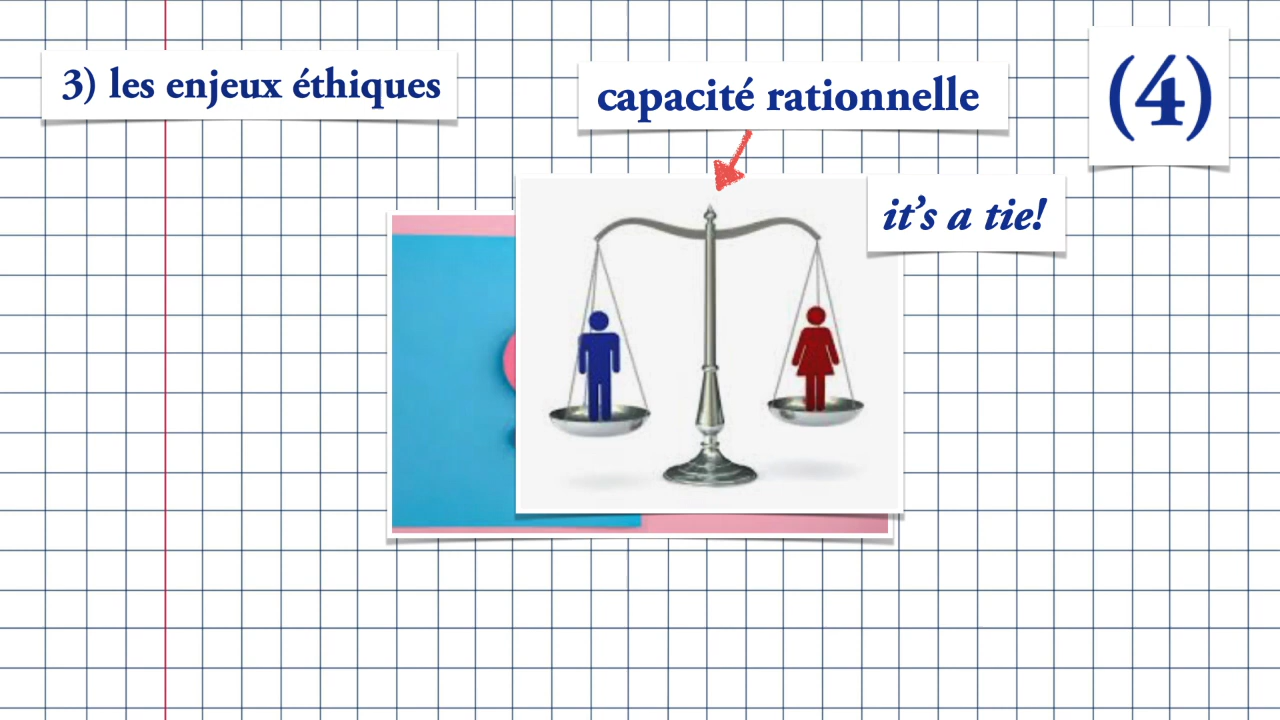 3) les enjeux éthiques
capacité rationnelle
(4)
it's a tie!